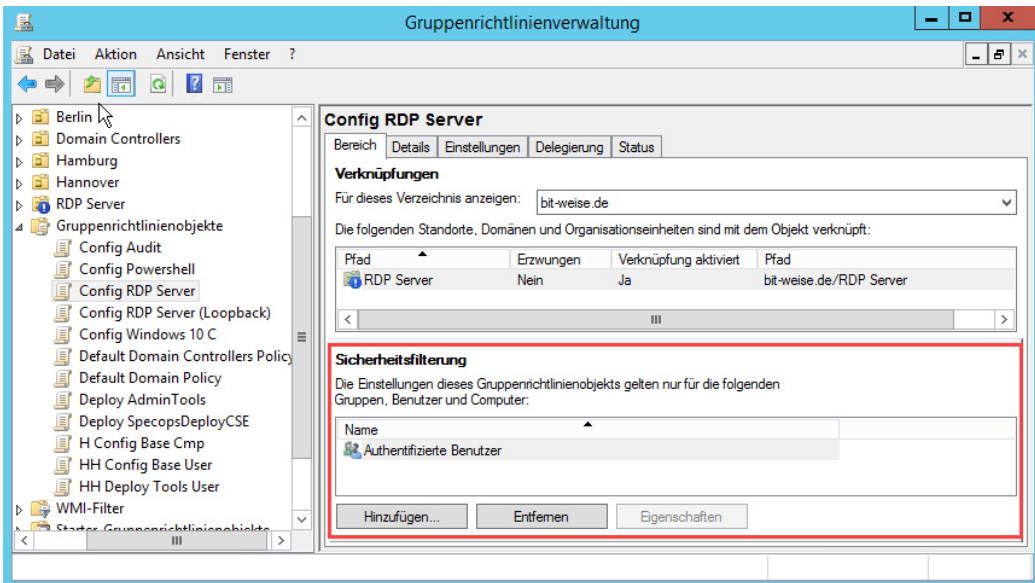 Gruppenrichtlinienverwaltung
Datei Aktion Ansicht Fenster ?
Berlin
Domain Controllers
Hamburg
Hannover
RDP Server
Gruppenrichtlinienobjekte
Config Audit
Config Powershell
Config RDP Server
Config RDP Server (Loopback)
Config Windows 10 C
Default Domain Controllers Policy
Default Domain Policy
Deploy AdminTools
Deploy SpecopsDeployCSE
H Config Base Cmp
HH Config Base User
HH Deploy Tools User
WMI-Filter
Starter-Gruppenrichtlinienobjekte
Config RDP Server
Bereich Details Einstellungen Delegierung Status
Verknüpfungen
Für dieses Verzeichnis anzeigen: bit-weise.de
Die folgenden Standorte, Domänen und Organisationseinheiten sind mit dem Objekt verknüpft:
Pfad Erzwungen Verknüpfung aktiviert Pfad
RDP Server Nein Ja bit-weise.de/RDP Server
Sicherheitsfilterung
Die Einstellungen dieses Gruppenrichtlinienobjekts gelten nur für die folgenden
Gruppen, Benutzer und Computer:
Name
Authentifizierte Benutzer
Hinzufügen... Entfernen Eigenschaften